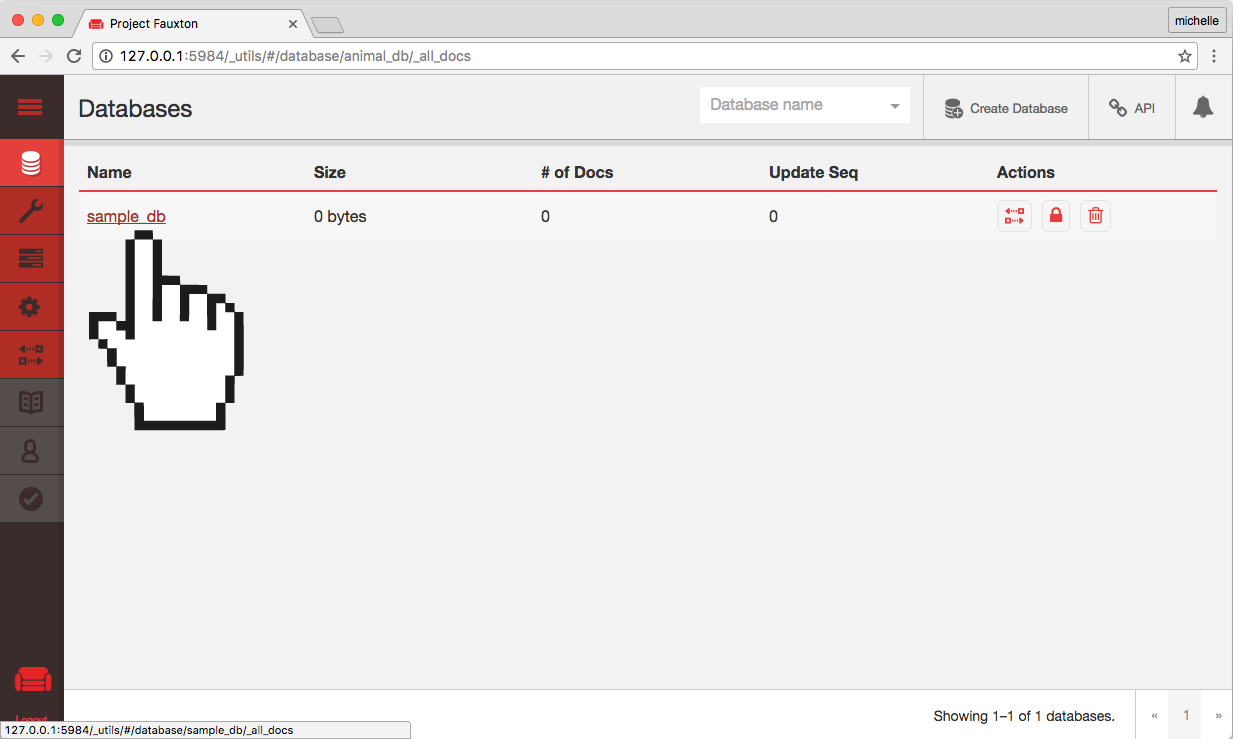 Project Fauxton
michelle
127.0.0.1:5984/_utils/#/database/animal_db/_all_docs
Databases
Database name
Create Database
API
Name Size # of Docs Update Seq Actions
sample_db 0 bytes 0 0
Showing 1–1 of 1 databases.
« 1 »
Logout
127.0.0.1:5984/_utils/#/database/sample_db/_all_docs